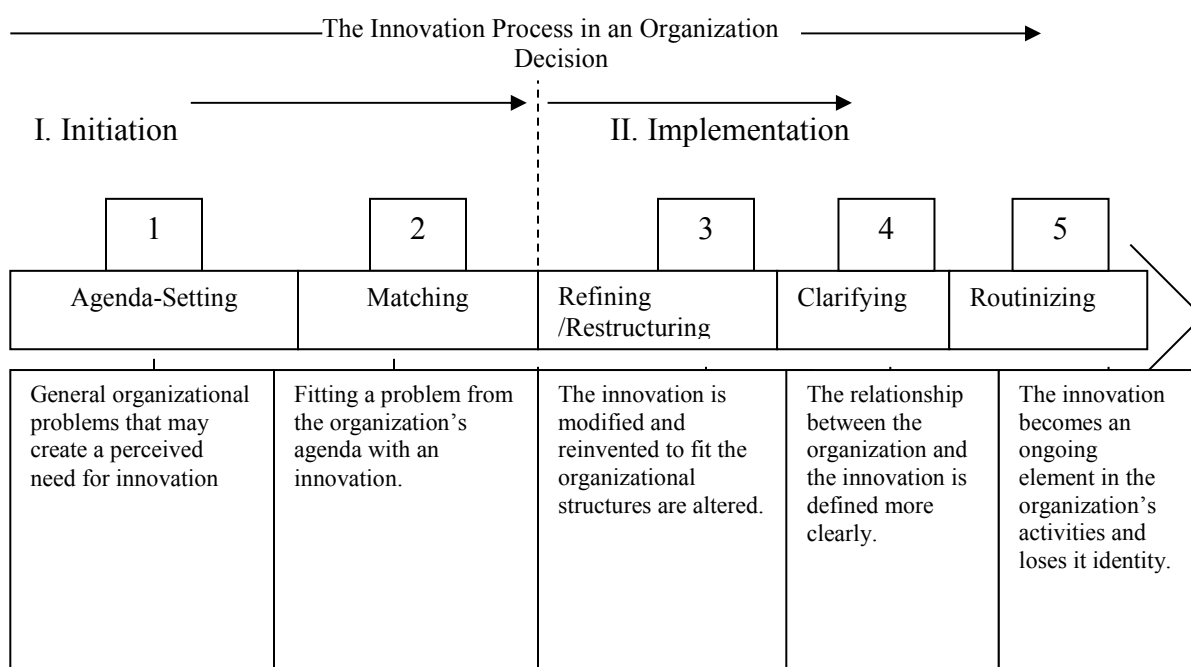 The Innovation Process in an Organization
Decision
I. Initiation
II. Implementation
1
2
3
4
5
Agenda-Setting
Matching
Refining
/Restructuring
Clarifying
Routinizing
General organizational
problems that may
create a perceived
need for innovation
Fitting a problem from
the organization’s
agenda with an
innovation.
The innovation is
modified and
reinvented to fit the
organizational
structures are altered.
The relationship
between the
organization and
the innovation is
defined more
clearly.
The innovation
becomes an
ongoing
element in the
organization’s
activities and
loses it identity.